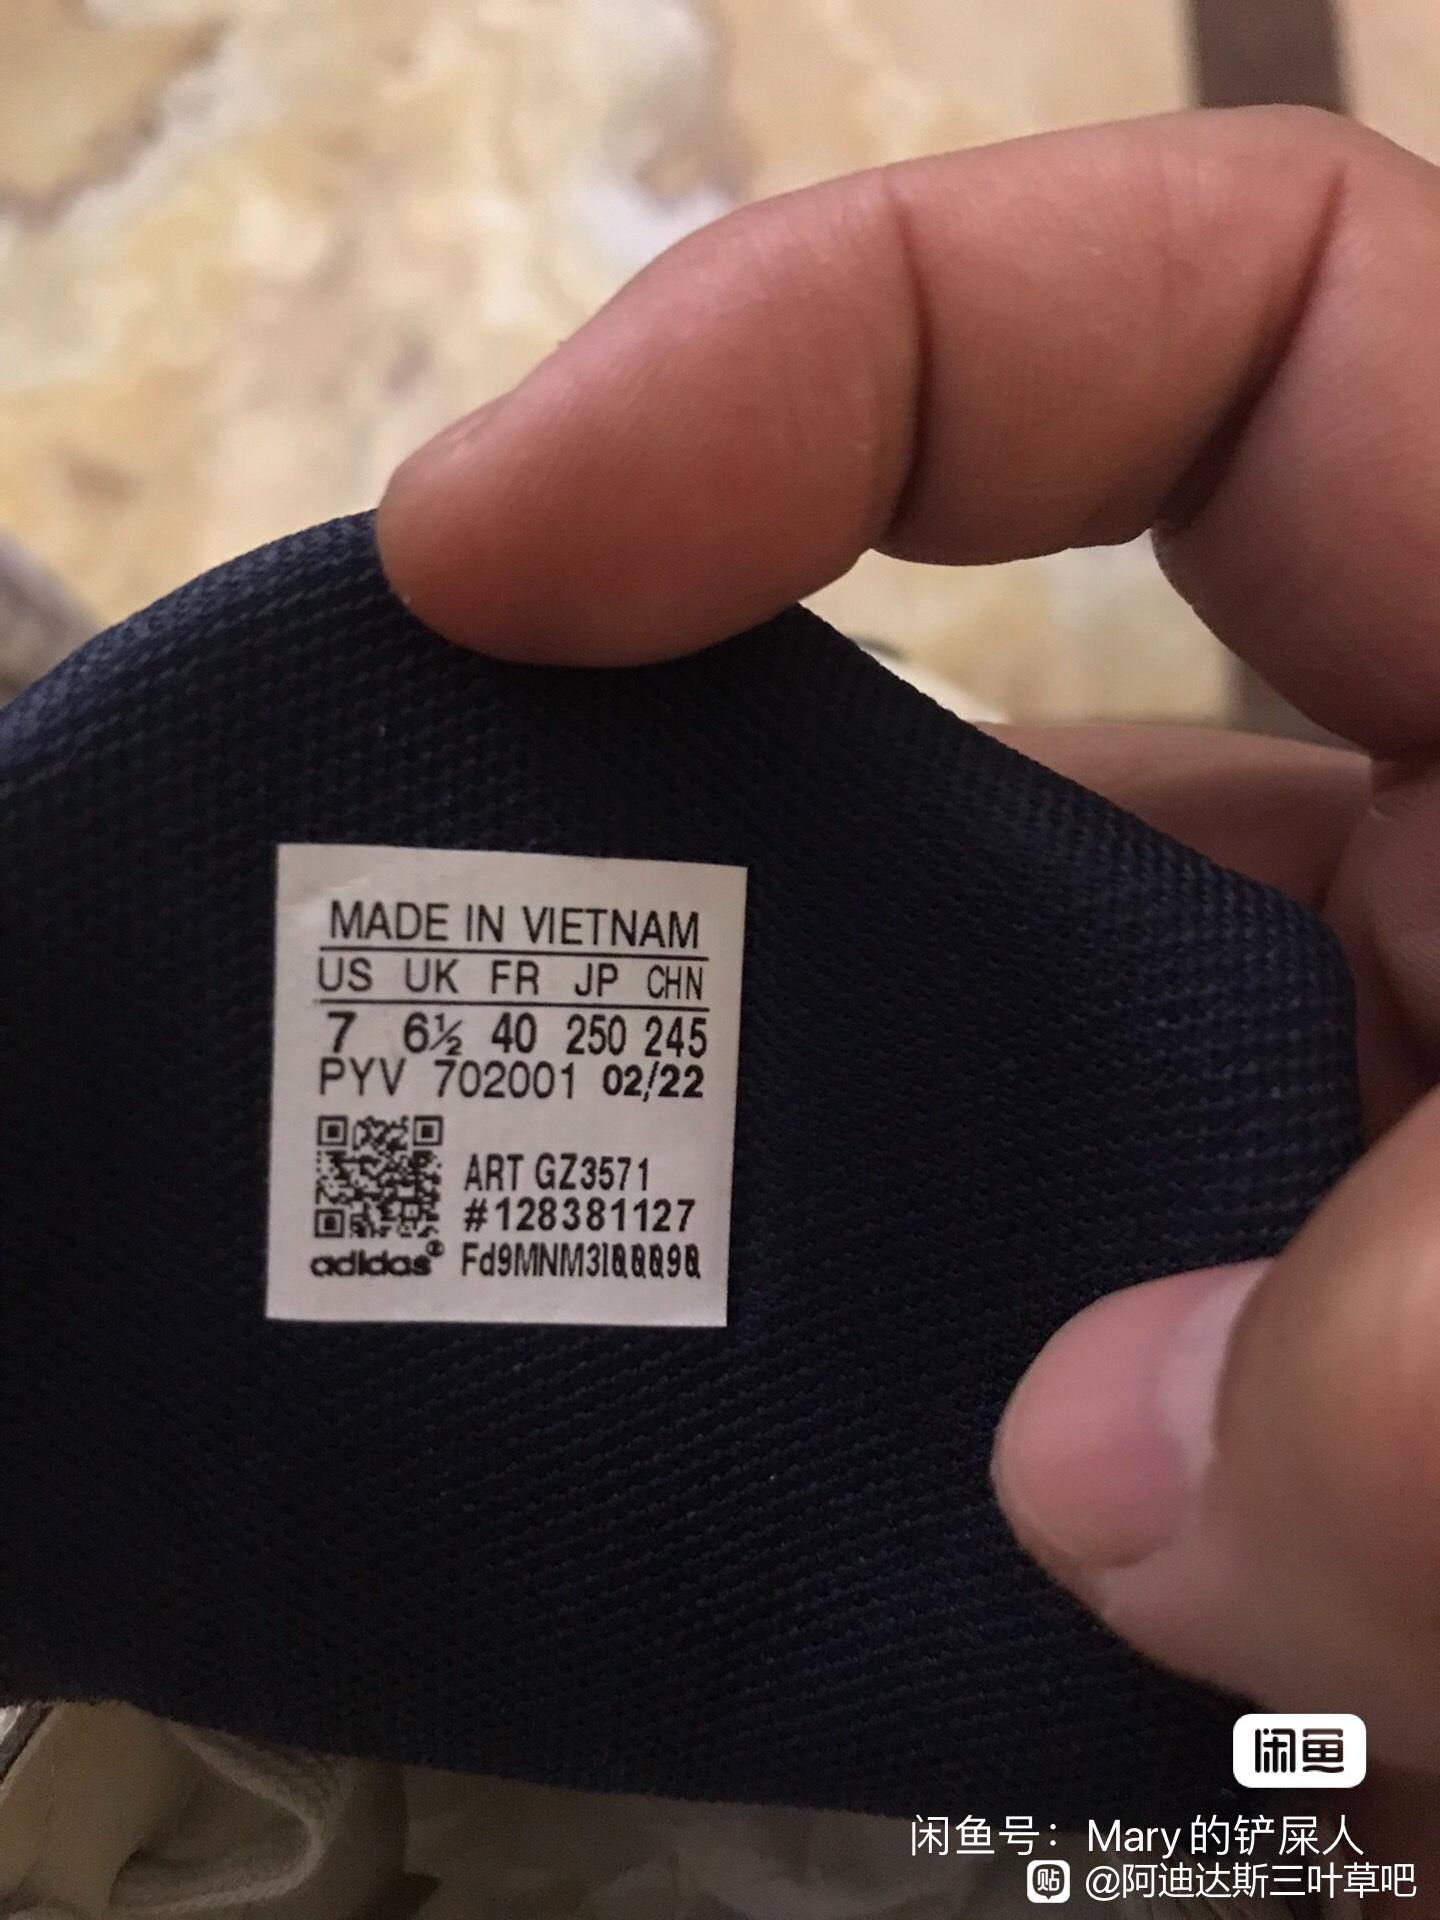 MADE IN VIETNAM
US UK FR JP CHN
7 6½ 40 250 245
PYV 702001 02/22
ART GZ3571
#128381127
adidas®
闲鱼
闲鱼号：Mary的铲屎人
贴 @阿迪达斯三叶草吧